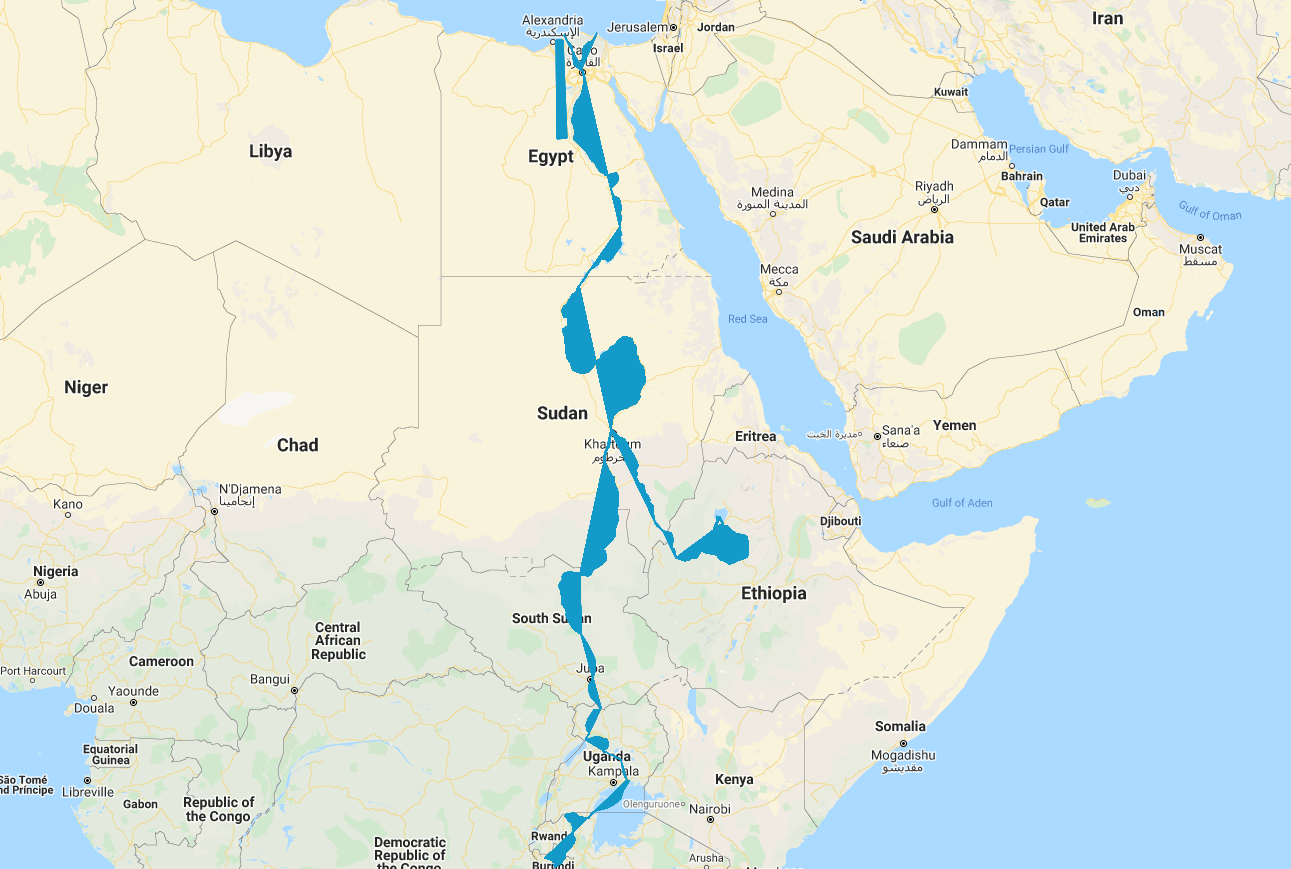 Alexandria
الإسكندرية
Jerusalem
Jordan
Israel
Iran
Cairo
القاهرة
Kuwait
Libya
Egypt
Dammam
الدمام
Persian Gulf
Bahrain
Dubai
دبي
Medina
المدينة المنورة
Riyadh
الرياض
Qatar
Gulf of Oman
United Arab
Emirates
Muscat
مسقط
Saudi Arabia
Mecca
مكة
Oman
Red Sea
Niger
Sudan
Chad
Khartoum
الخرطوم
Eritrea
مديرية الخبت
Sana'a
صنعاء
Yemen
N'Djamena
إنجامينا
Kano
Gulf of Aden
Djibouti
Nigeria
Abuja
Ethiopia
South Sudan
Central
African
Republic
Port Harcourt
Cameroon
Bangui
Juba
Yaounde
Douala
Somalia
Mogadishu
مقديشو
Equatorial
Guinea
Uganda
Kampala
Kenya
São Tomé
nd Príncipe
Libreville
Gabon
Republic of
the Congo
Olenguruone
Nairobi
Rwanda
Democratic
Republic of
the Congo
Burundi
Arusha